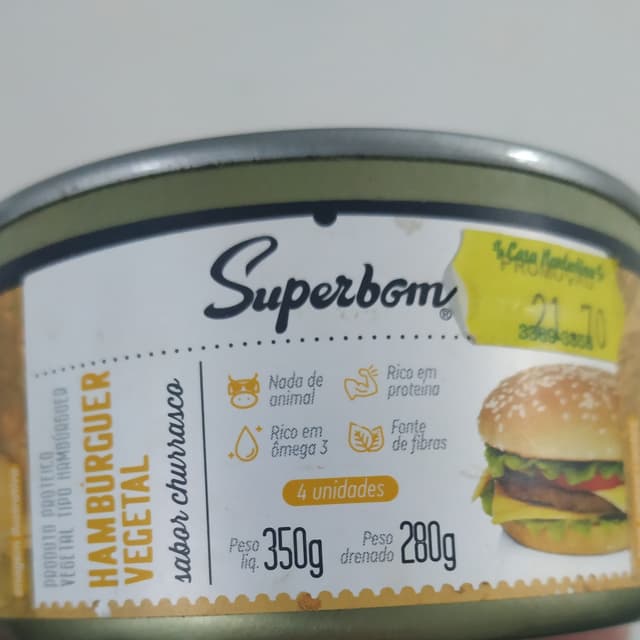 Superbom
®
PROMOÇÃO
21 70
PRODUTO PROTEICO
VEGETAL TIPO HAMBÚRGUER
HAMBÚRGUER
VEGETAL
sabor churrasco
Nada de
animal
Rico em
proteína
Rico em
ômega 3
Fonte
de fibras
4 unidades
Peso
líq. 350g
Peso
drenado 280g